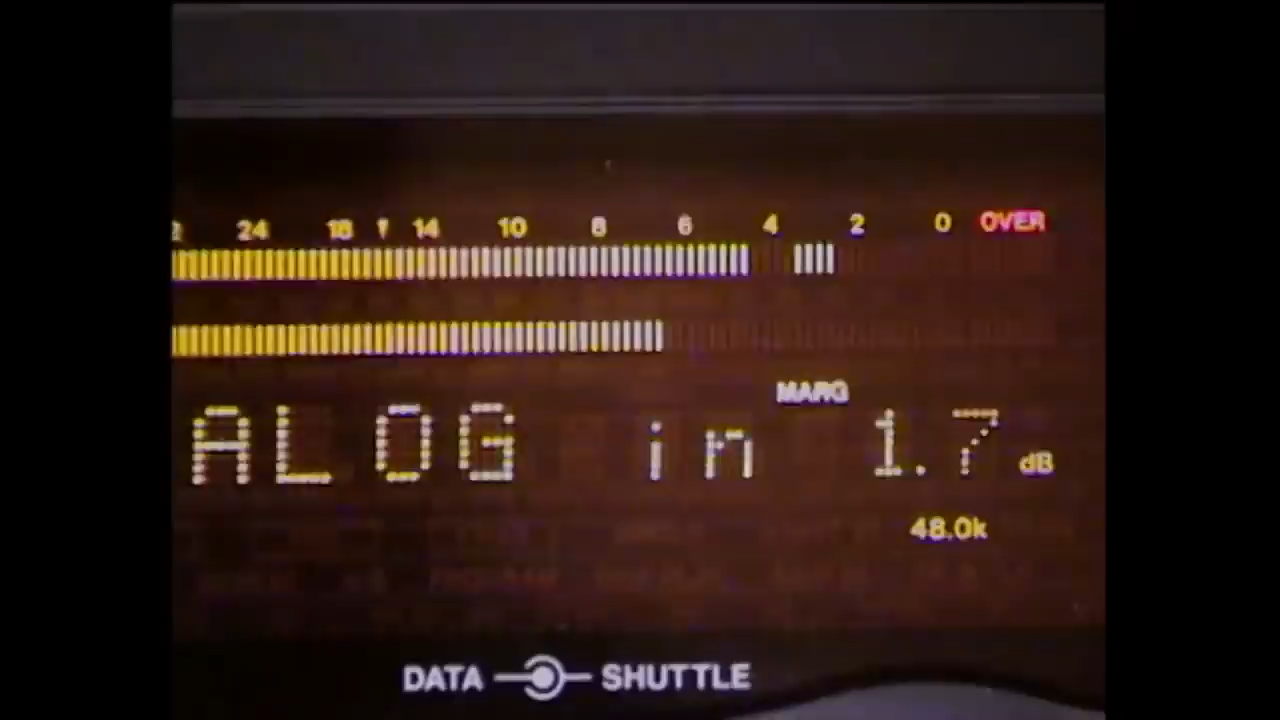 24 18 14 10 8 6 4 2 0 OVER
MARG
ALOG in 1.7 dB
48.0k
DATA SHUTTLE